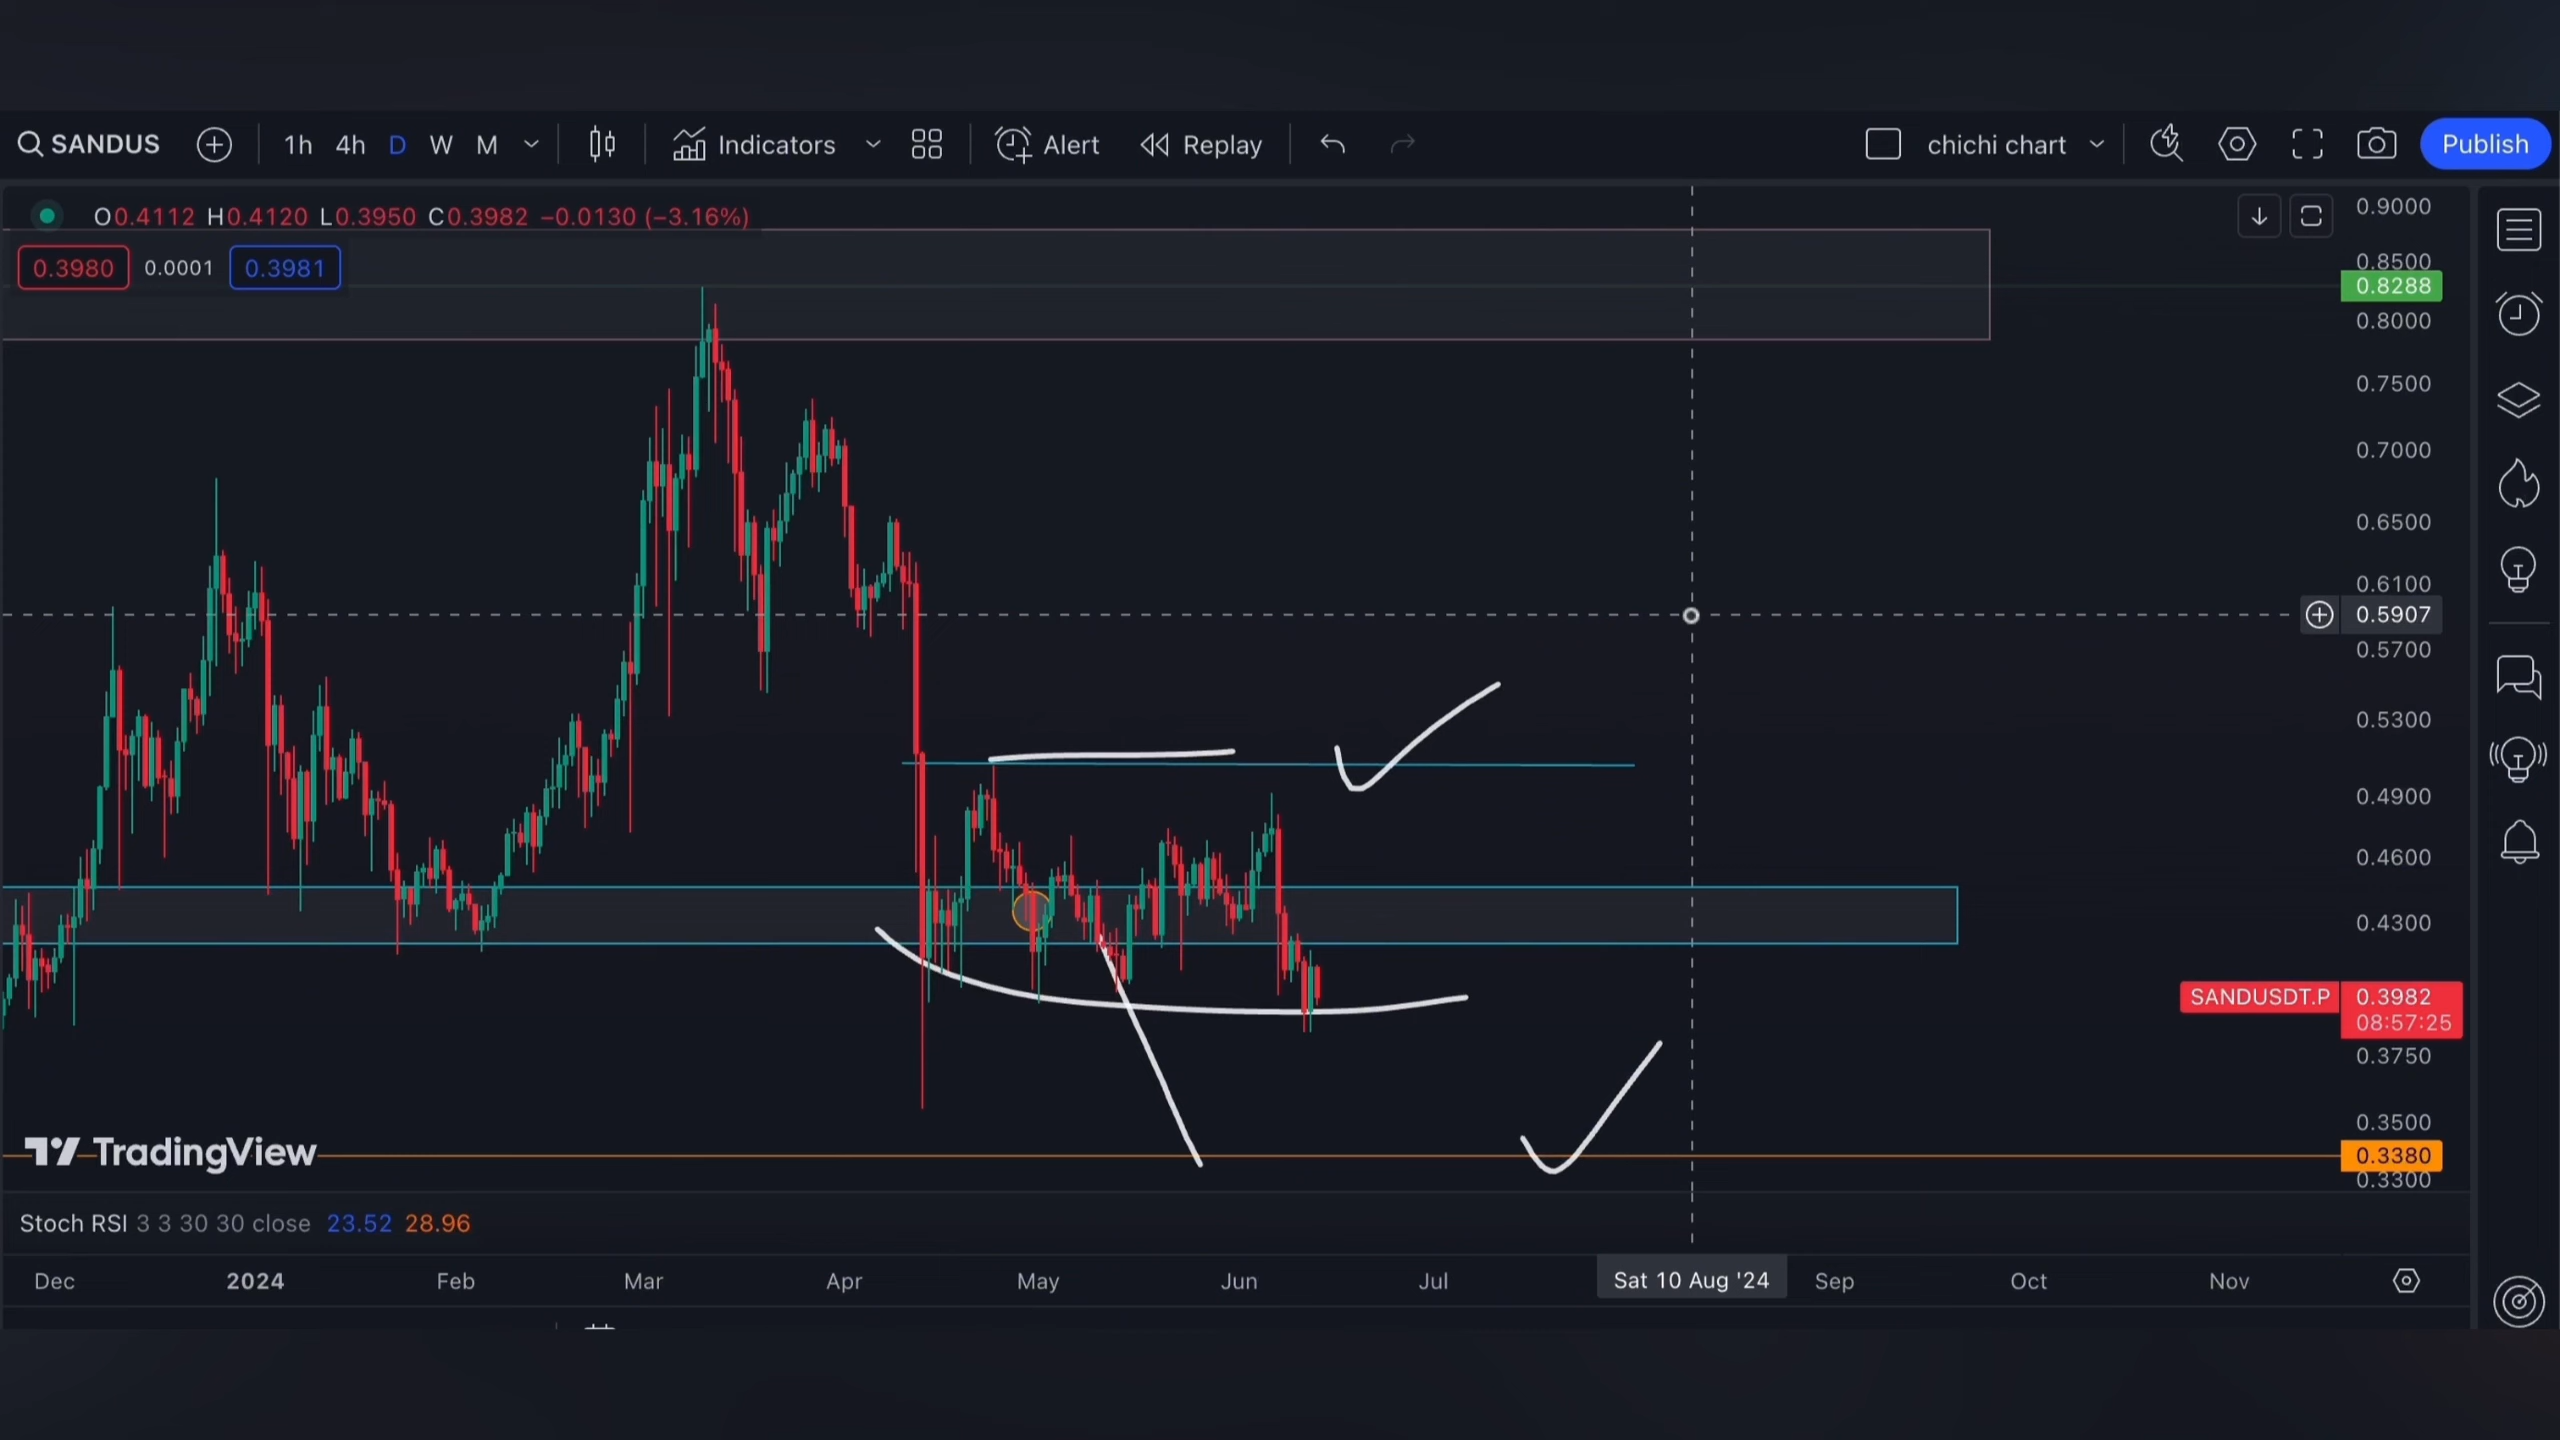 SANDUS 1h 4h D W M Indicators Alert Replay chichi chart Publish
O0.4112 H0.4120 L0.3950 C0.3982 −0.0130 (−3.16%)
0.3980 0.0001 0.3981
0.9000
0.8500
0.8288
0.8000
0.7500
0.7000
0.6500
0.6100
0.5907
0.5700
0.5300
0.4900
0.4600
0.4300
SANDUSDT.P 0.3982
08:57:25
0.3750
0.3500
TradingView
0.3380
0.3300
Stoch RSI 3 3 30 30 close 23.52 28.96
Dec 2024 Feb Mar Apr May Jun Jul Sat 10 Aug '24 Sep Oct Nov